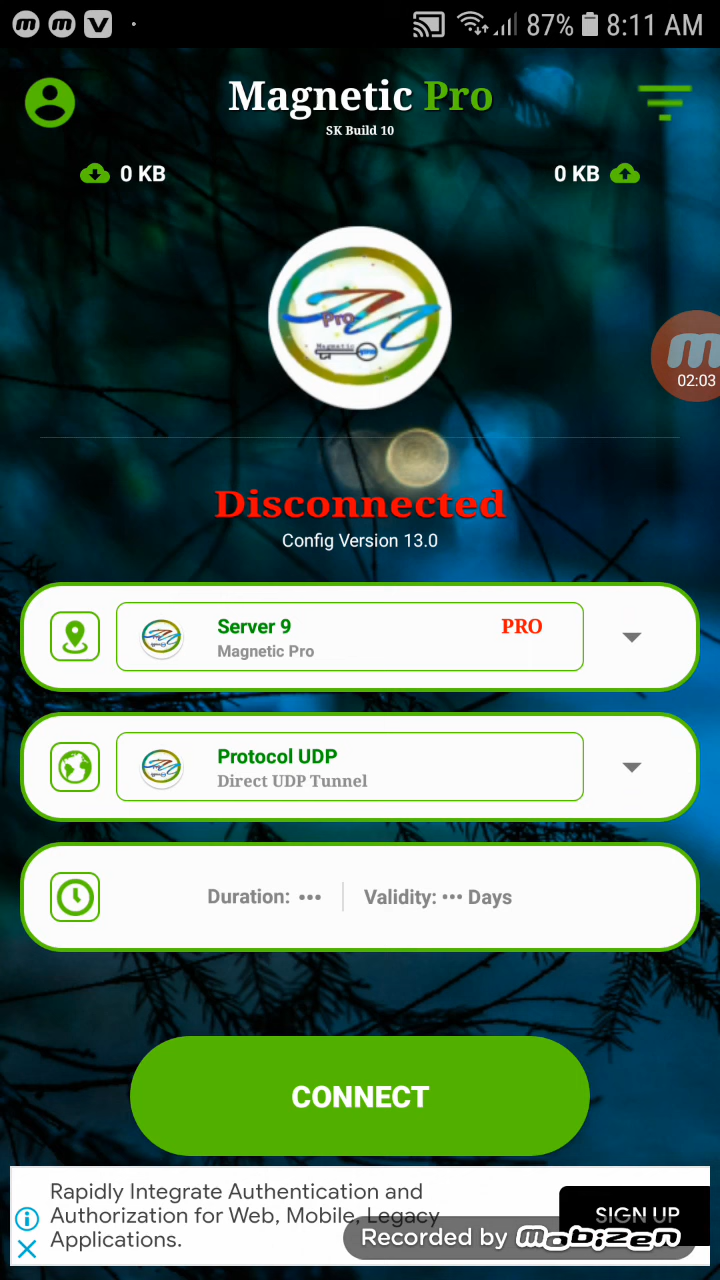 87% 8:11 AM
Magnetic Pro
SK Build 10
0 KB 0 KB
Pro
Magnetic
02:03
Disconnected
Config Version 13.0
Server 9 PRO
Magnetic Pro
Protocol UDP
Direct UDP Tunnel
Duration: ••• Validity: ••• Days
CONNECT
Rapidly Integrate Authentication and
Authorization for Web, Mobile, Legacy
Applications.
SIGN UP
Recorded by Mobizen